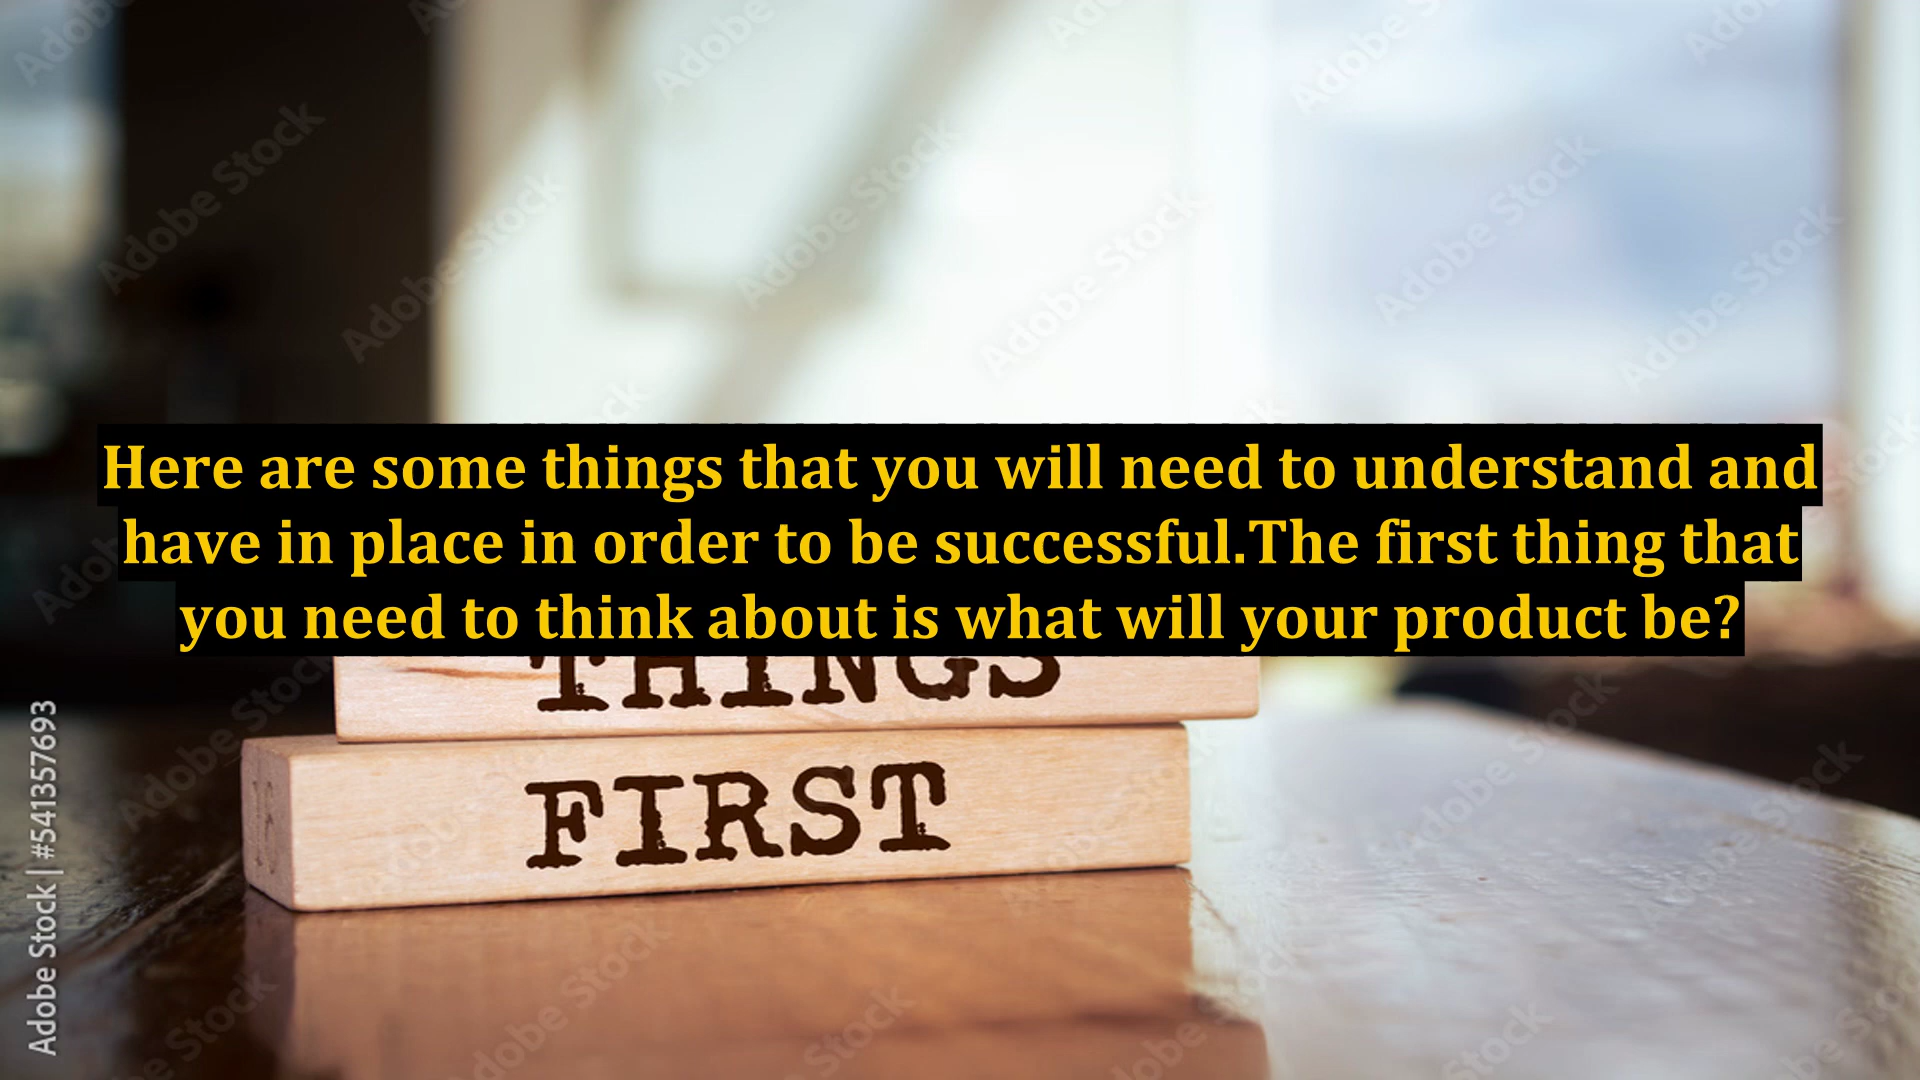 Here are some things that you will need to understand and
have in place in order to be successful.The first thing that
you need to think about is what will your product be?
THINGS
FIRST
Adobe Stock | #541357693
Adobe Stock